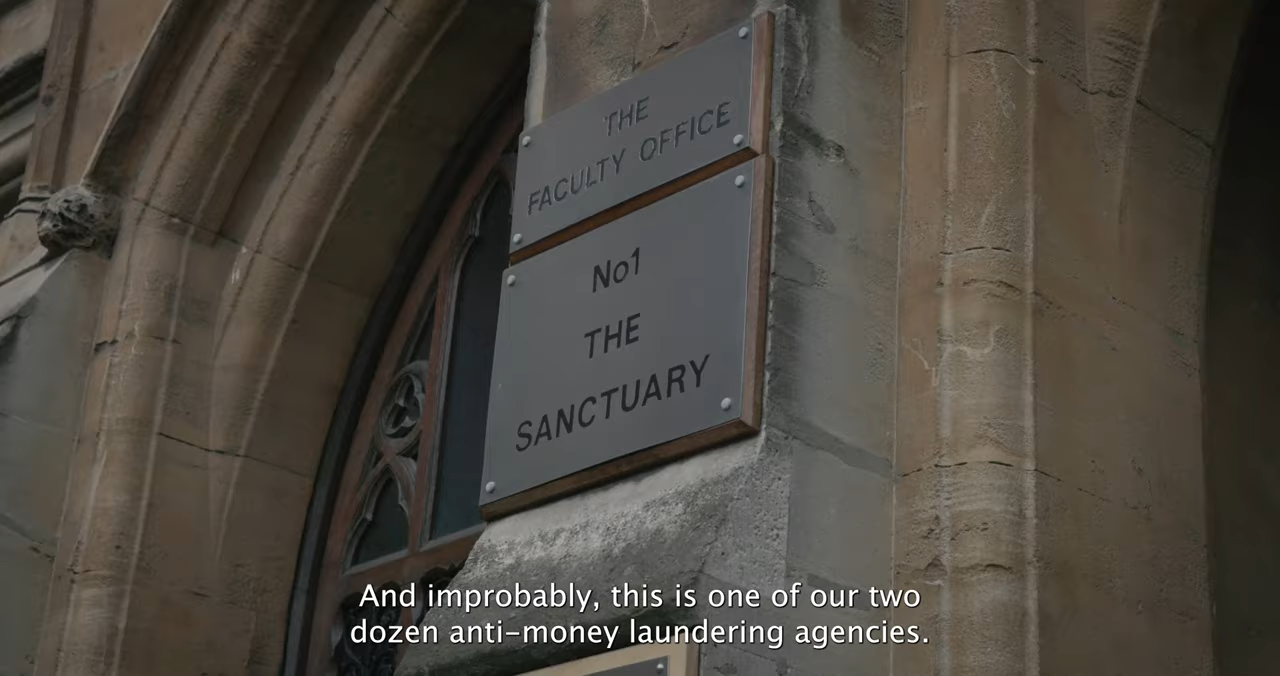 THE
FACULTY OFFICE
No1
THE
SANCTUARY
And improbably, this is one of our two
dozen anti-money laundering agencies.